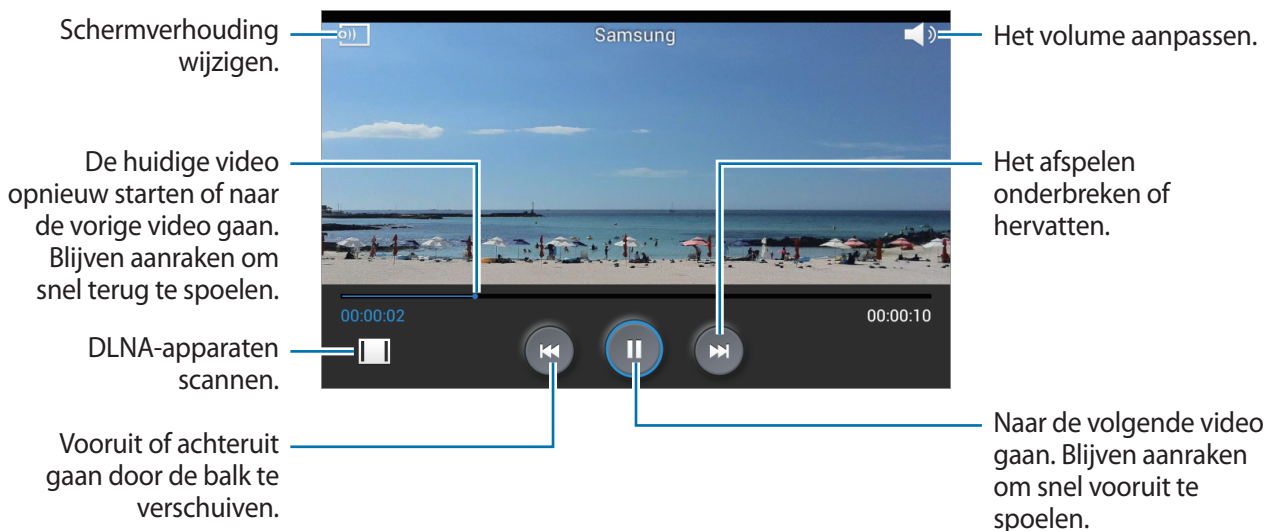 Schermverhouding
wijzigen.
Samsung
Het volume aanpassen.
De huidige video
opnieuw starten of naar
de vorige video gaan.
Blijven aanraken om
snel terug te spoelen.
Het afspelen
onderbreken of
hervatten.
00:00:02
00:00:10
DLNA-apparaten
scannen.
Vooruit of achteruit
gaan door de balk te
verschuiven.
Naar de volgende video
gaan. Blijven aanraken
om snel vooruit te
spoelen.